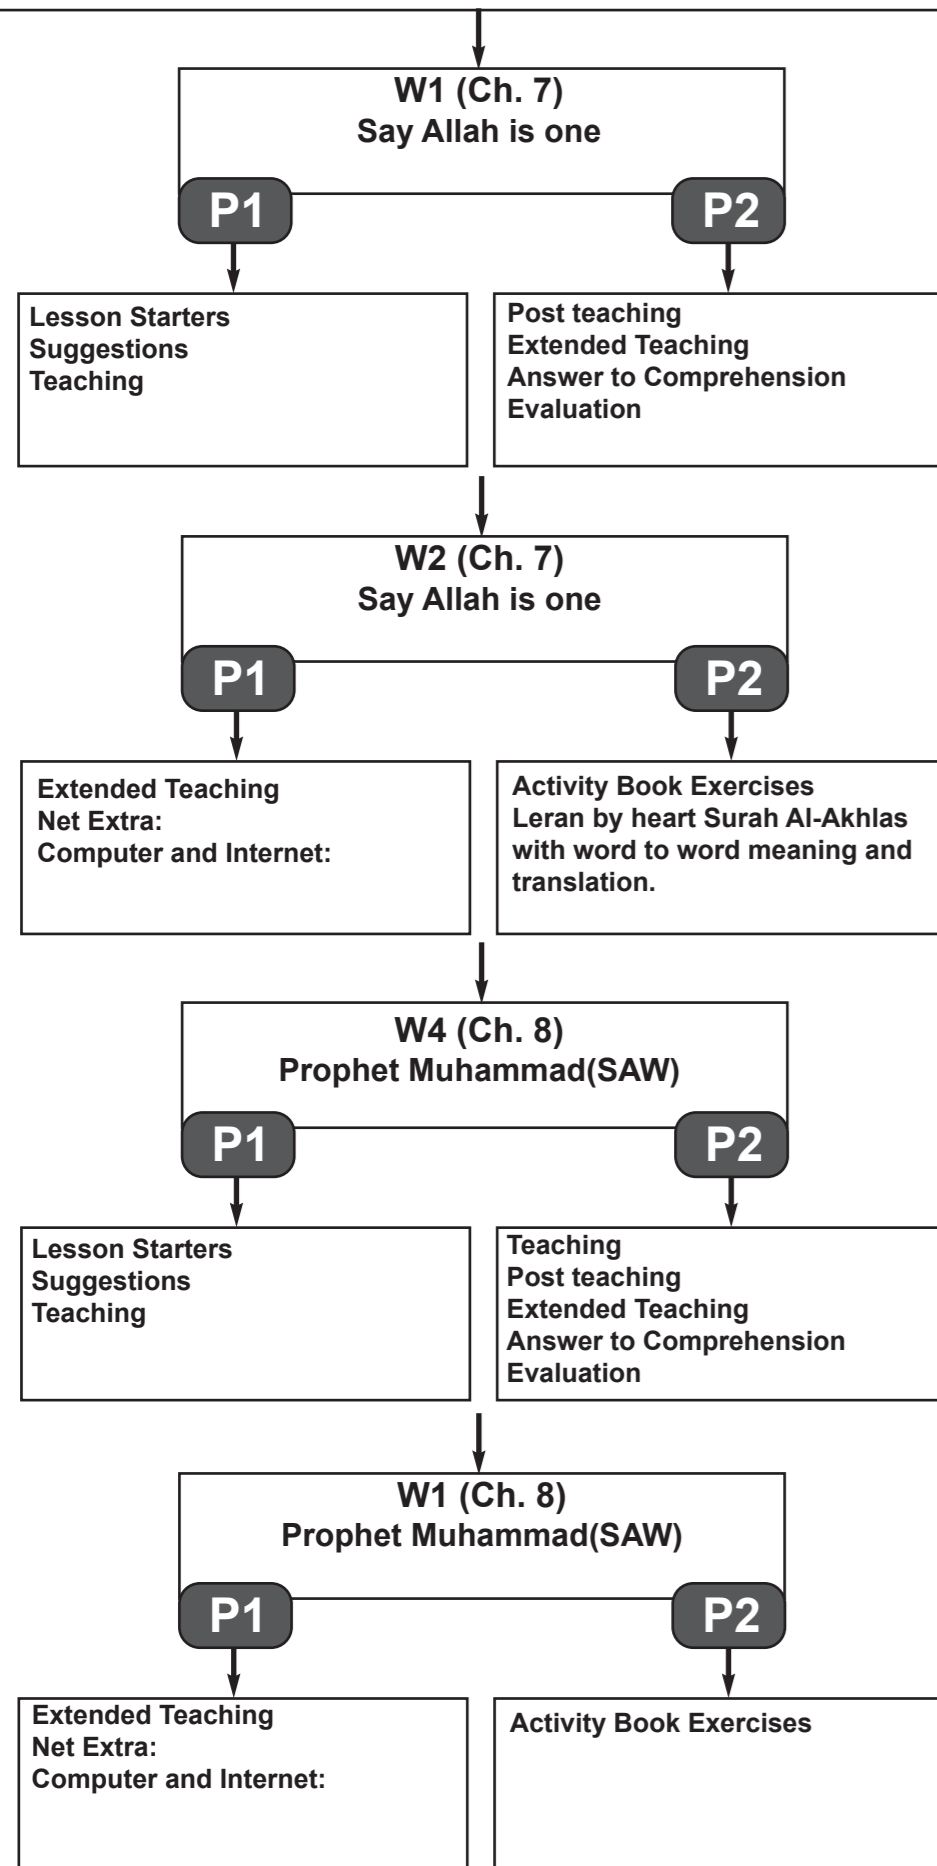 W1 (Ch. 7)
Say Allah is one
P1
P2
Lesson Starters
Suggestions
Teaching
Post teaching
Extended Teaching
Answer to Comprehension
Evaluation
W2 (Ch. 7)
Say Allah is one
P1
P2
Extended Teaching
Net Extra:
Computer and Internet:
Activity Book Exercises
Leran by heart Surah Al-Akhlas
with word to word meaning and
translation.
W4 (Ch. 8)
Prophet Muhammad(SAW)
P1
P2
Lesson Starters
Suggestions
Teaching
Teaching
Post teaching
Extended Teaching
Answer to Comprehension
Evaluation
W1 (Ch. 8)
Prophet Muhammad(SAW)
P1
P2
Extended Teaching
Net Extra:
Computer and Internet:
Activity Book Exercises